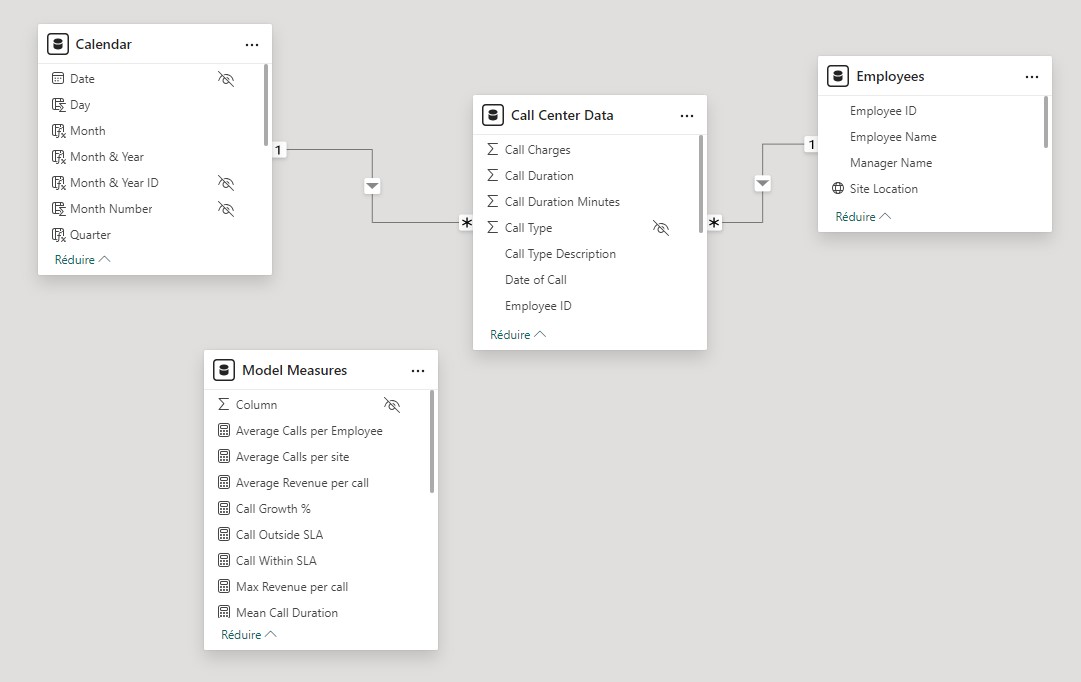 Calendar
Date
Day
Month
Month & Year
Month & Year ID
Month Number
Quarter
Réduire
1
*
Call Center Data
Call Charges
Call Duration
Call Duration Minutes
Call Type
Call Type Description
Date of Call
Employee ID
Réduire
*
1
Employees
Employee ID
Employee Name
Manager Name
Site Location
Réduire
Model Measures
Column
Average Calls per Employee
Average Calls per site
Average Revenue per call
Call Growth %
Call Outside SLA
Call Within SLA
Max Revenue per call
Mean Call Duration
Réduire